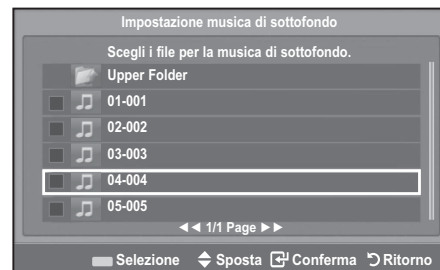 Impostazione musica di sottofondo
Scegli i file per la musica di sottofondo.
Upper Folder
01-001
02-002
03-003
04-004
05-005
◄◄ 1/1 Page ►►
Selezione Sposta Conferma Ritorno